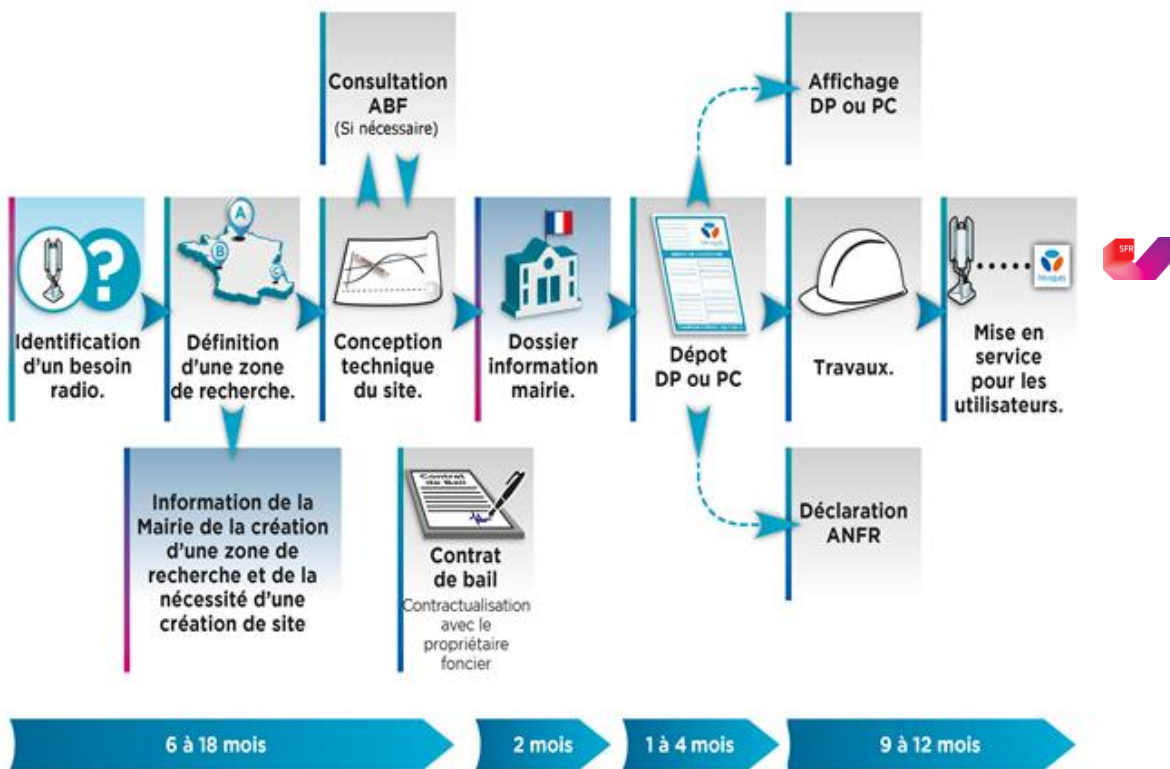 Consultation
ABF
(Si nécessaire)
Affichage
DP ou PC
A
B
C
SFR
Identification
d'un besoin
radio.
Définition
d'une zone
de recherche.
Conception
technique
du site.
Dossier
information
mairie.
Dépot
DP ou PC
Travaux.
Mise en
service
pour les
utilisateurs.
Information de la
Mairie de la création
d'une zone de
recherche et de la
nécessité d'une
création de site
Contrat
de Bail
Contrat
de bail
Contractualisation
avec le
propriétaire
foncier
Déclaration
ANFR
6 à 18 mois
2 mois
1 à 4 mois
9 à 12 mois